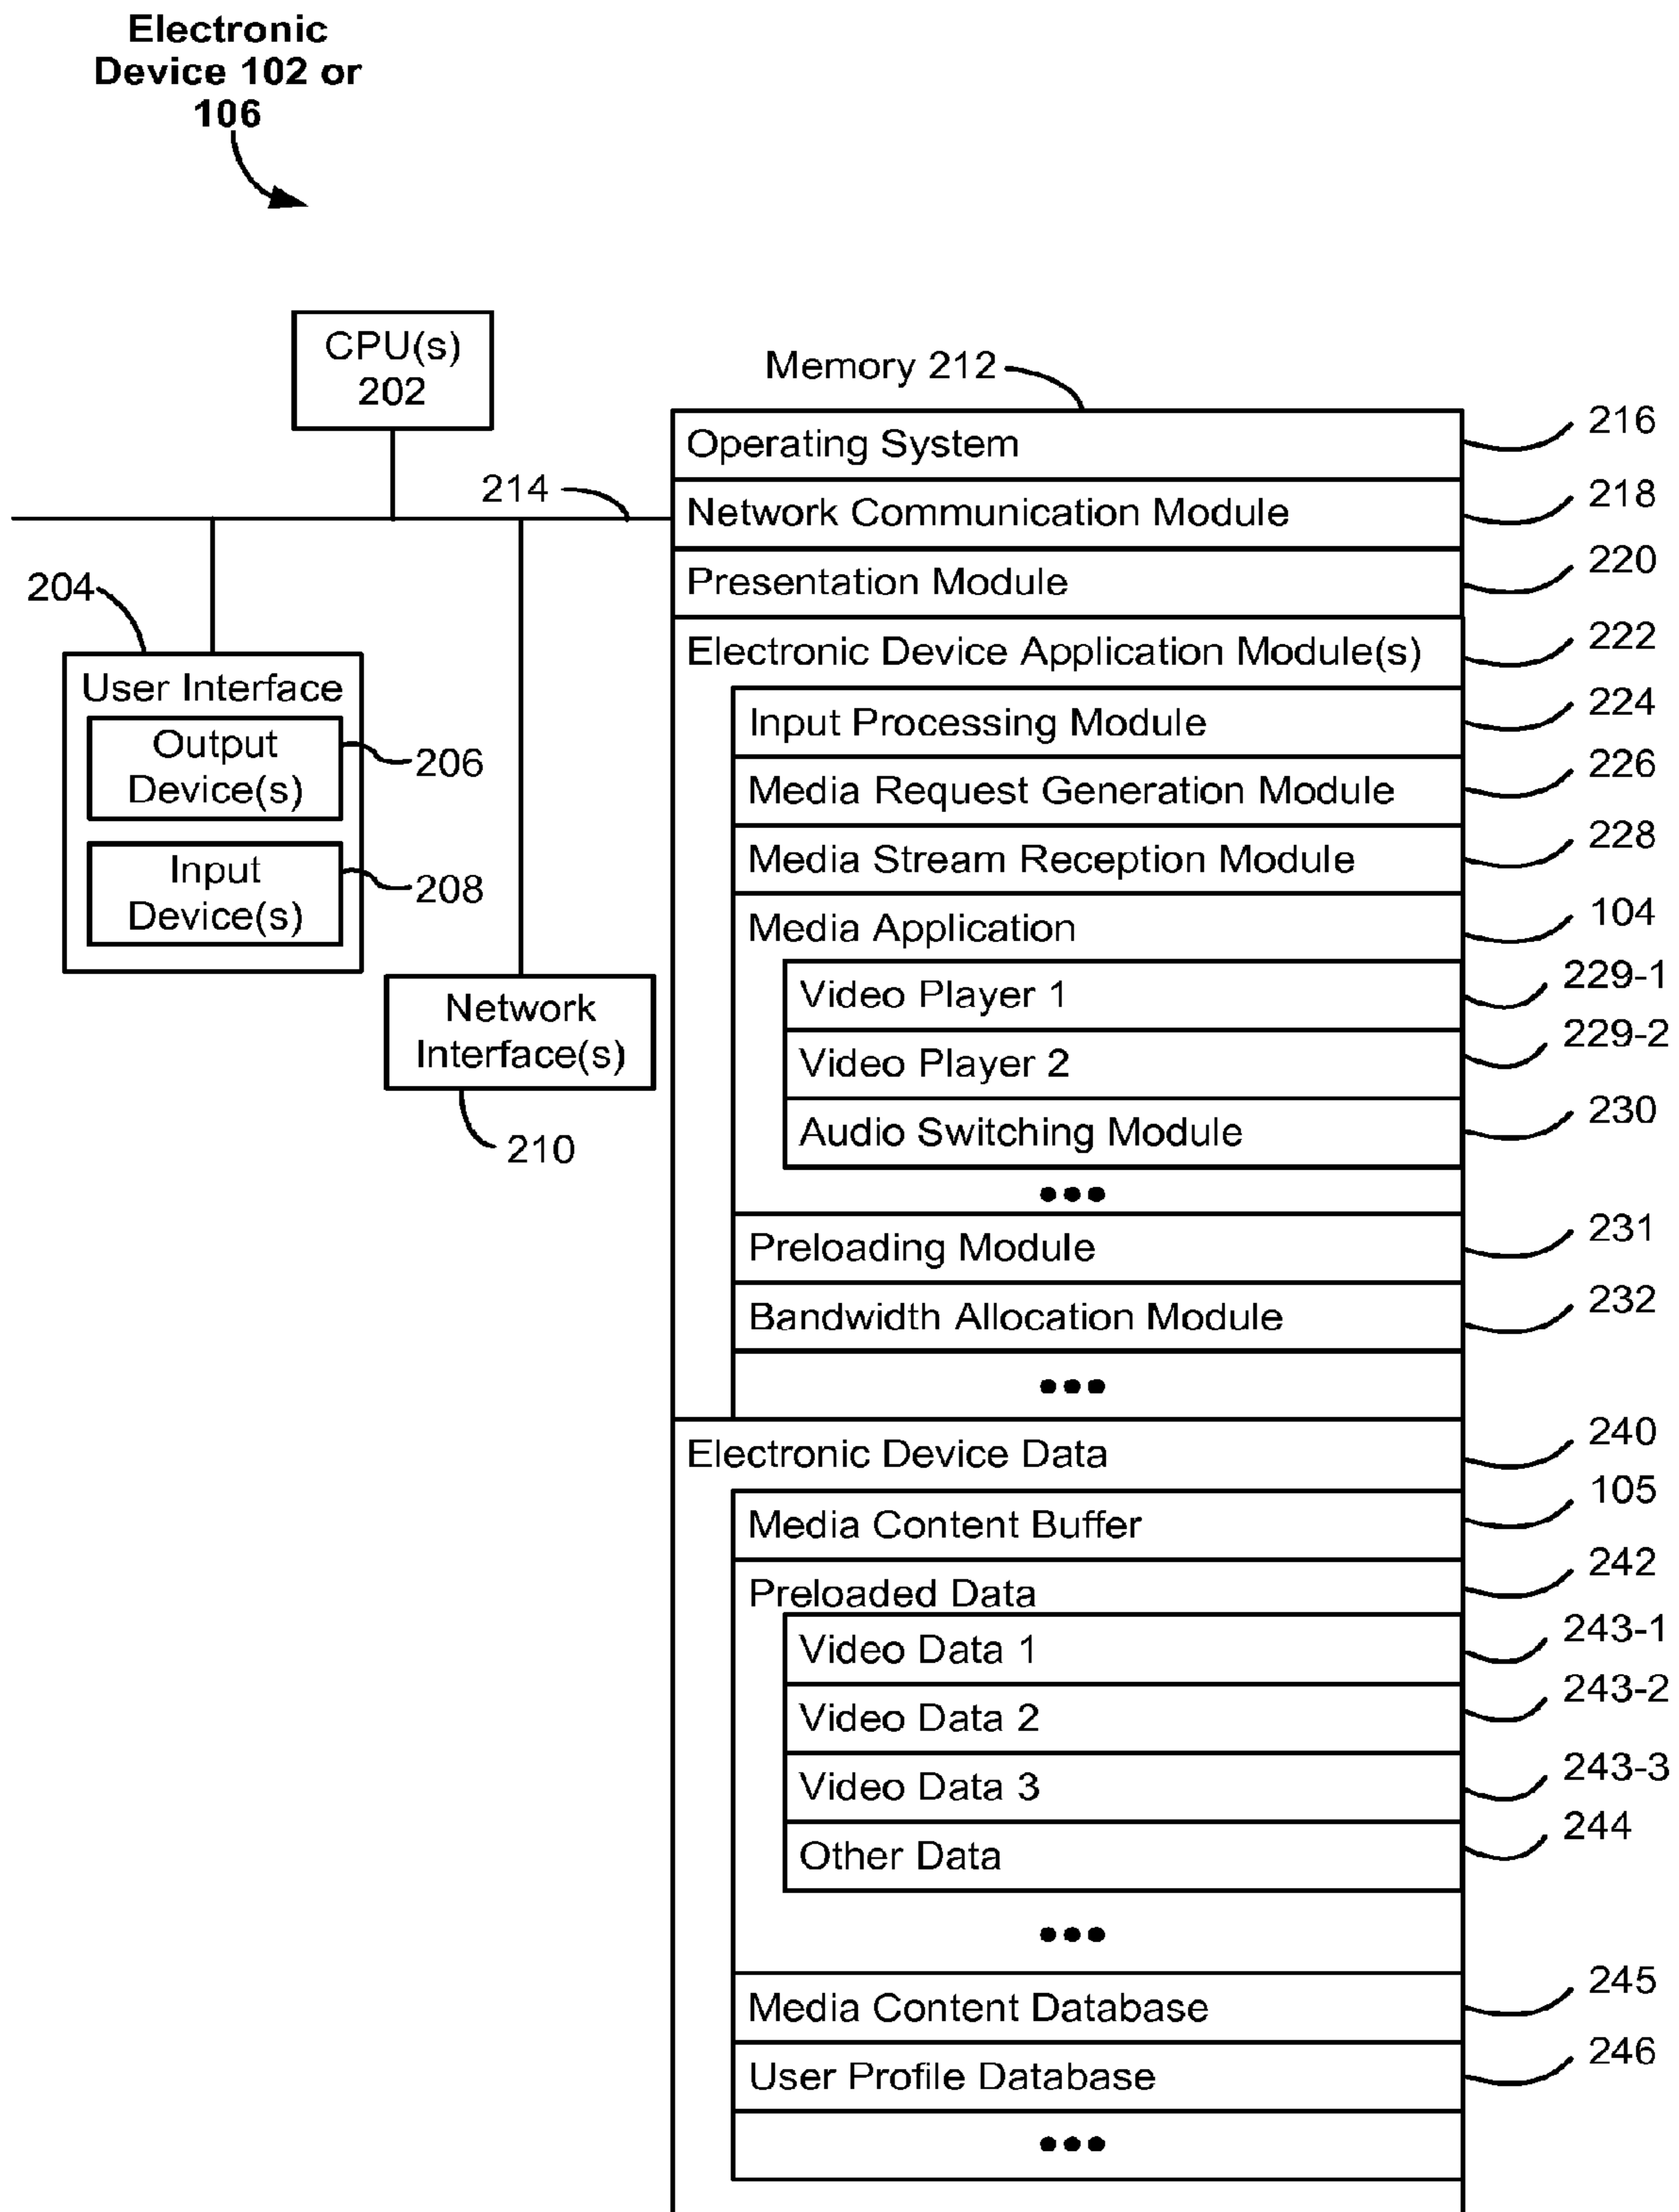 Electronic
Device 102 or
106
CPU(s)
202
Memory 212
214
204
User Interface
Output
Device(s)
206
Input
Device(s)
208
Network
Interface(s)
210
Operating System
216
Network Communication Module
218
Presentation Module
220
Electronic Device Application Module(s)
222
Input Processing Module
224
Media Request Generation Module
226
Media Stream Reception Module
228
Media Application
104
Video Player 1
229-1
Video Player 2
229-2
Audio Switching Module
230
•••
Preloading Module
231
Bandwidth Allocation Module
232
•••
Electronic Device Data
240
Media Content Buffer
105
Preloaded Data
242
Video Data 1
243-1
Video Data 2
243-2
Video Data 3
243-3
Other Data
244
•••
Media Content Database
245
User Profile Database
246
•••